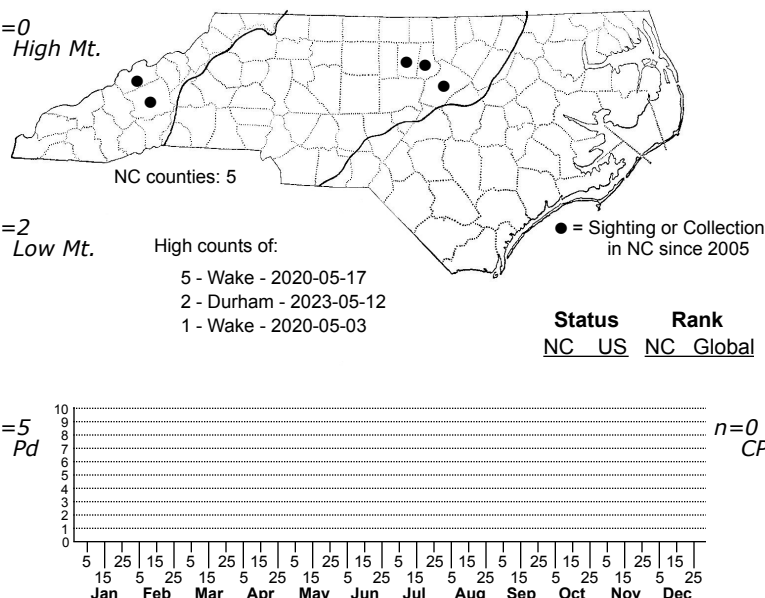 =0
High Mt.
NC counties: 5
=2
Low Mt.
High counts of:
5 - Wake - 2020-05-17
2 - Durham - 2023-05-12
1 - Wake - 2020-05-03
● = Sighting or Collection
in NC since 2005
Status Rank
NC US NC Global
=5
Pd
n=0
CP
10
9
8
7
6
5
4
3
2
1
0
5 25 15 5 25 15 5 25 15 5 25 15 5 25 15 5 25 15
15 5 25 15 5 25 15 5 25 15 5 25 15 5 25 15 5 25
Jan Feb Mar Apr May Jun Jul Aug Sep Oct Nov Dec